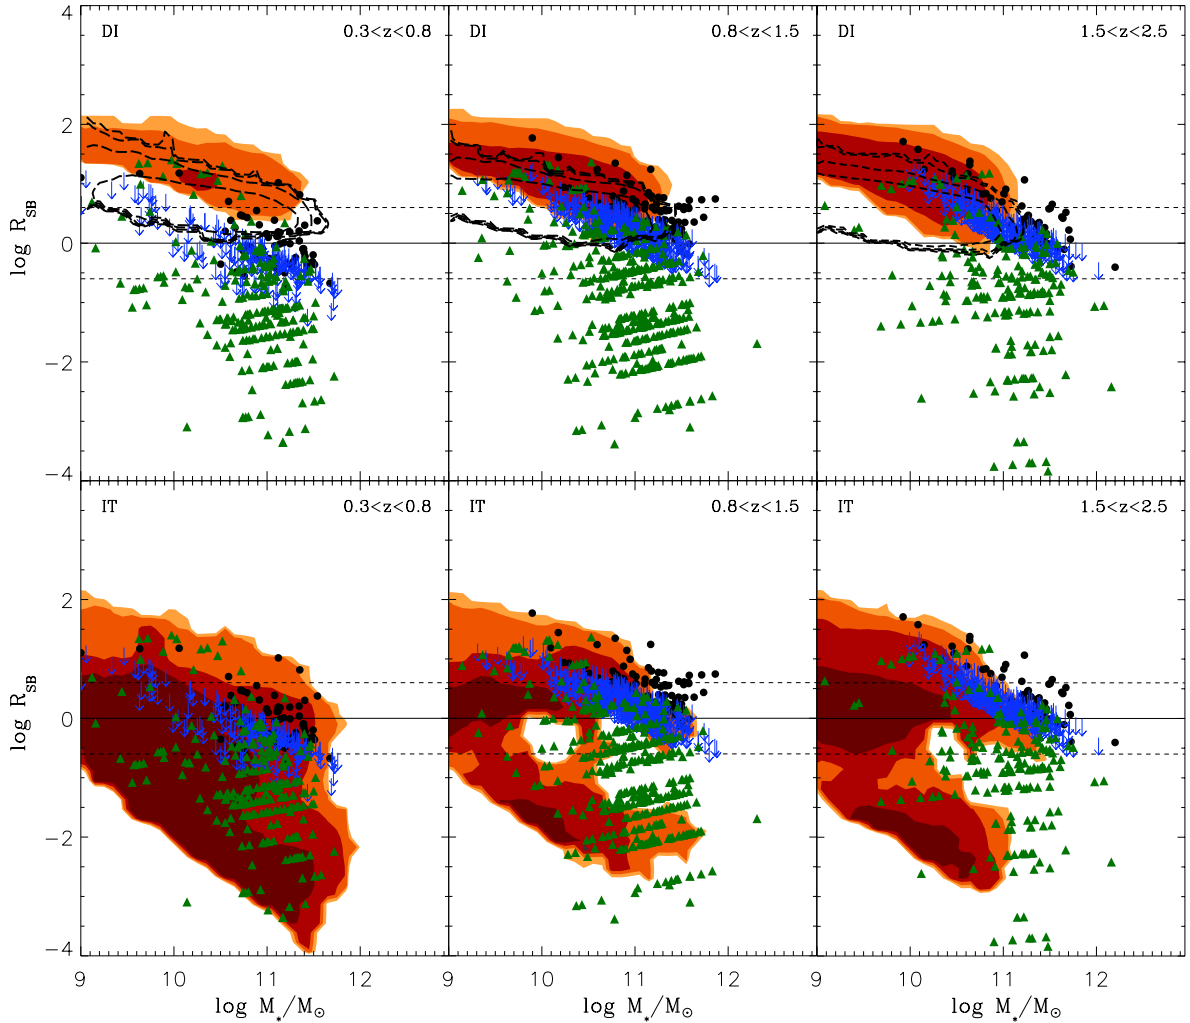 4
DI 0.3<z<0.8
DI 0.8<z<1.5
DI 1.5<z<2.5
2
log R_SB
0
−2
−4
IT 0.3<z<0.8
IT 0.8<z<1.5
IT 1.5<z<2.5
2
log R_SB
0
−2
−4
9 10 11 12
9 10 11 12
9 10 11 12
log M_*/M_⊙
log M_*/M_⊙
log M_*/M_⊙